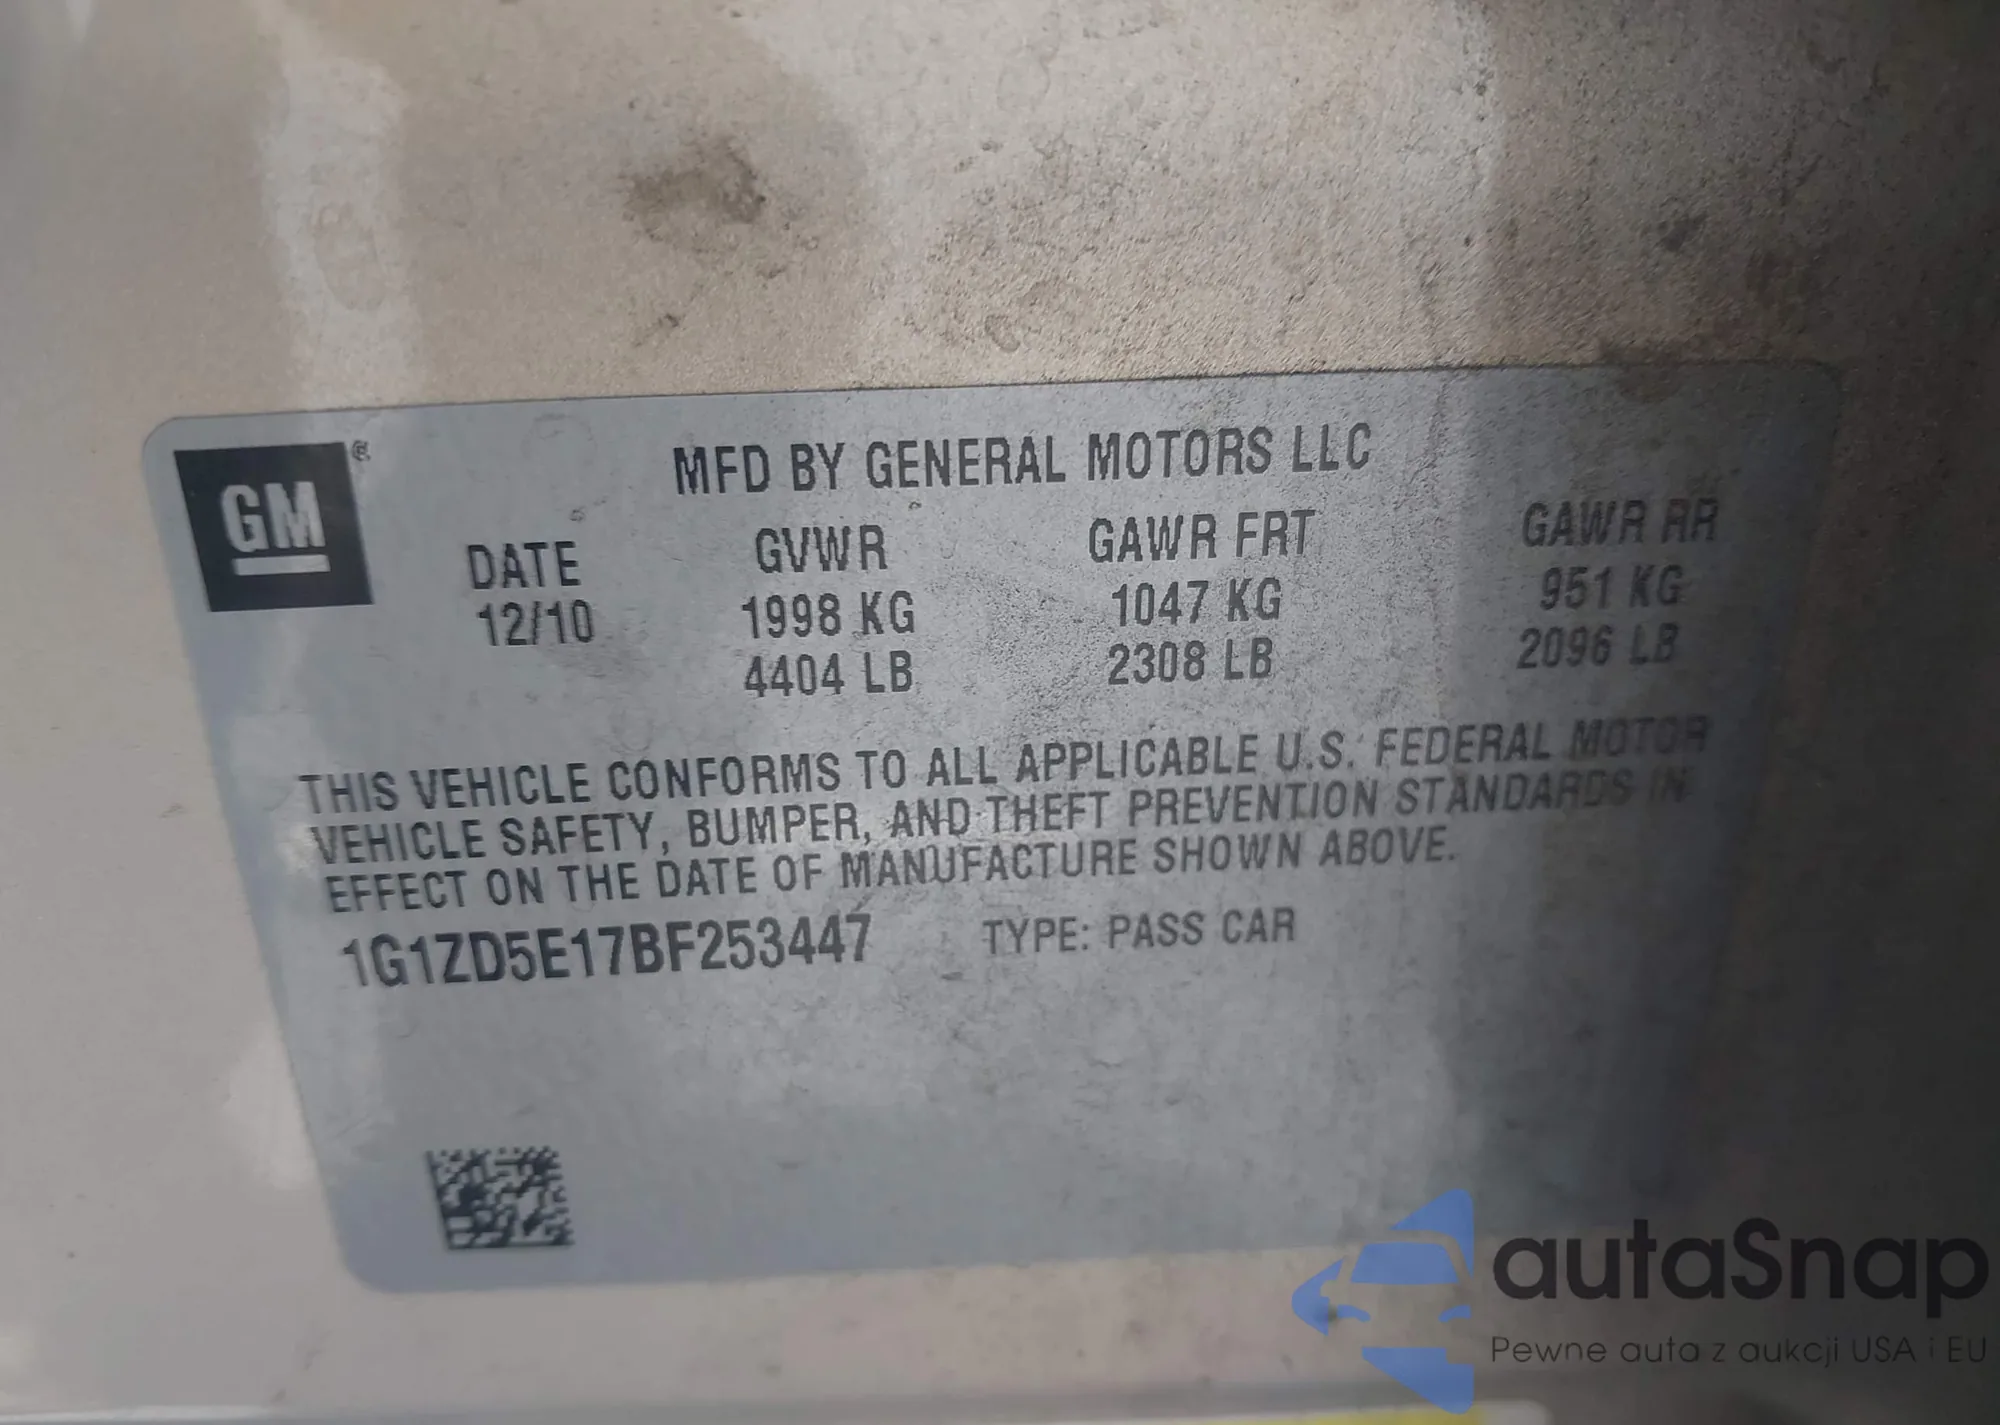 GM ®
MFD BY GENERAL MOTORS LLC
DATE GVWR GAWR FRT GAWR RR
12/10 1998 KG 1047 KG 951 KG
4404 LB 2308 LB 2096 LB
THIS VEHICLE CONFORMS TO ALL APPLICABLE U.S. FEDERAL MOTOR
VEHICLE SAFETY, BUMPER, AND THEFT PREVENTION STANDARDS IN
EFFECT ON THE DATE OF MANUFACTURE SHOWN ABOVE.
1G1ZD5E17BF253447 TYPE: PASS CAR
autaSnap
Pewne auta z aukcji USA i EU